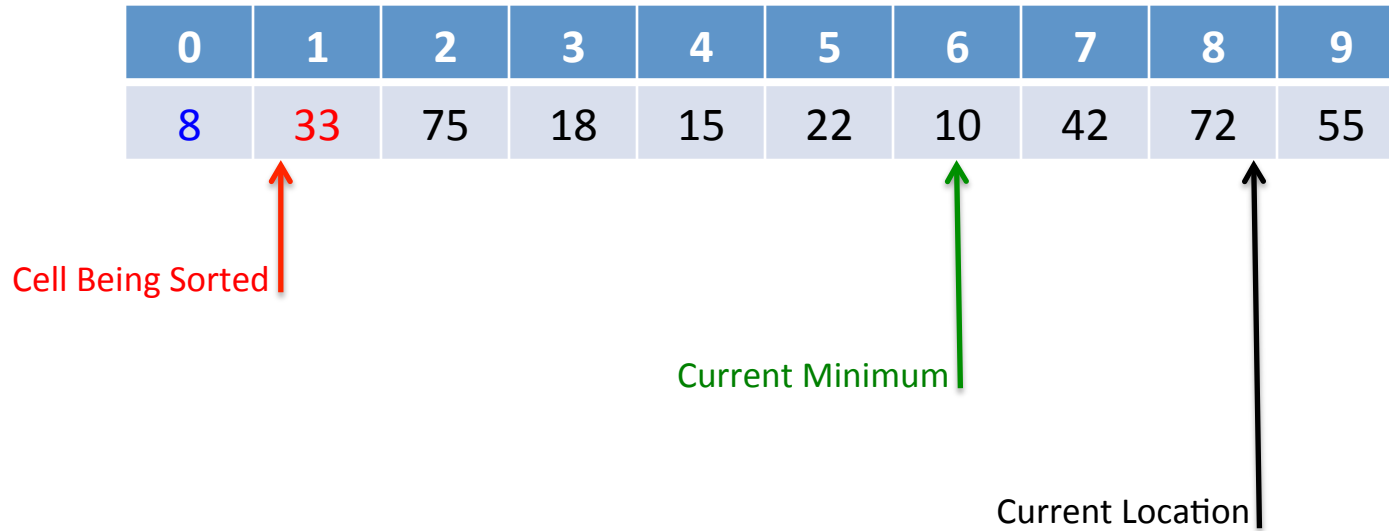 0 1 2 3 4 5 6 7 8 9
8 33 75 18 15 22 10 42 72 55
Cell Being Sorted
Current Minimum
Current Location